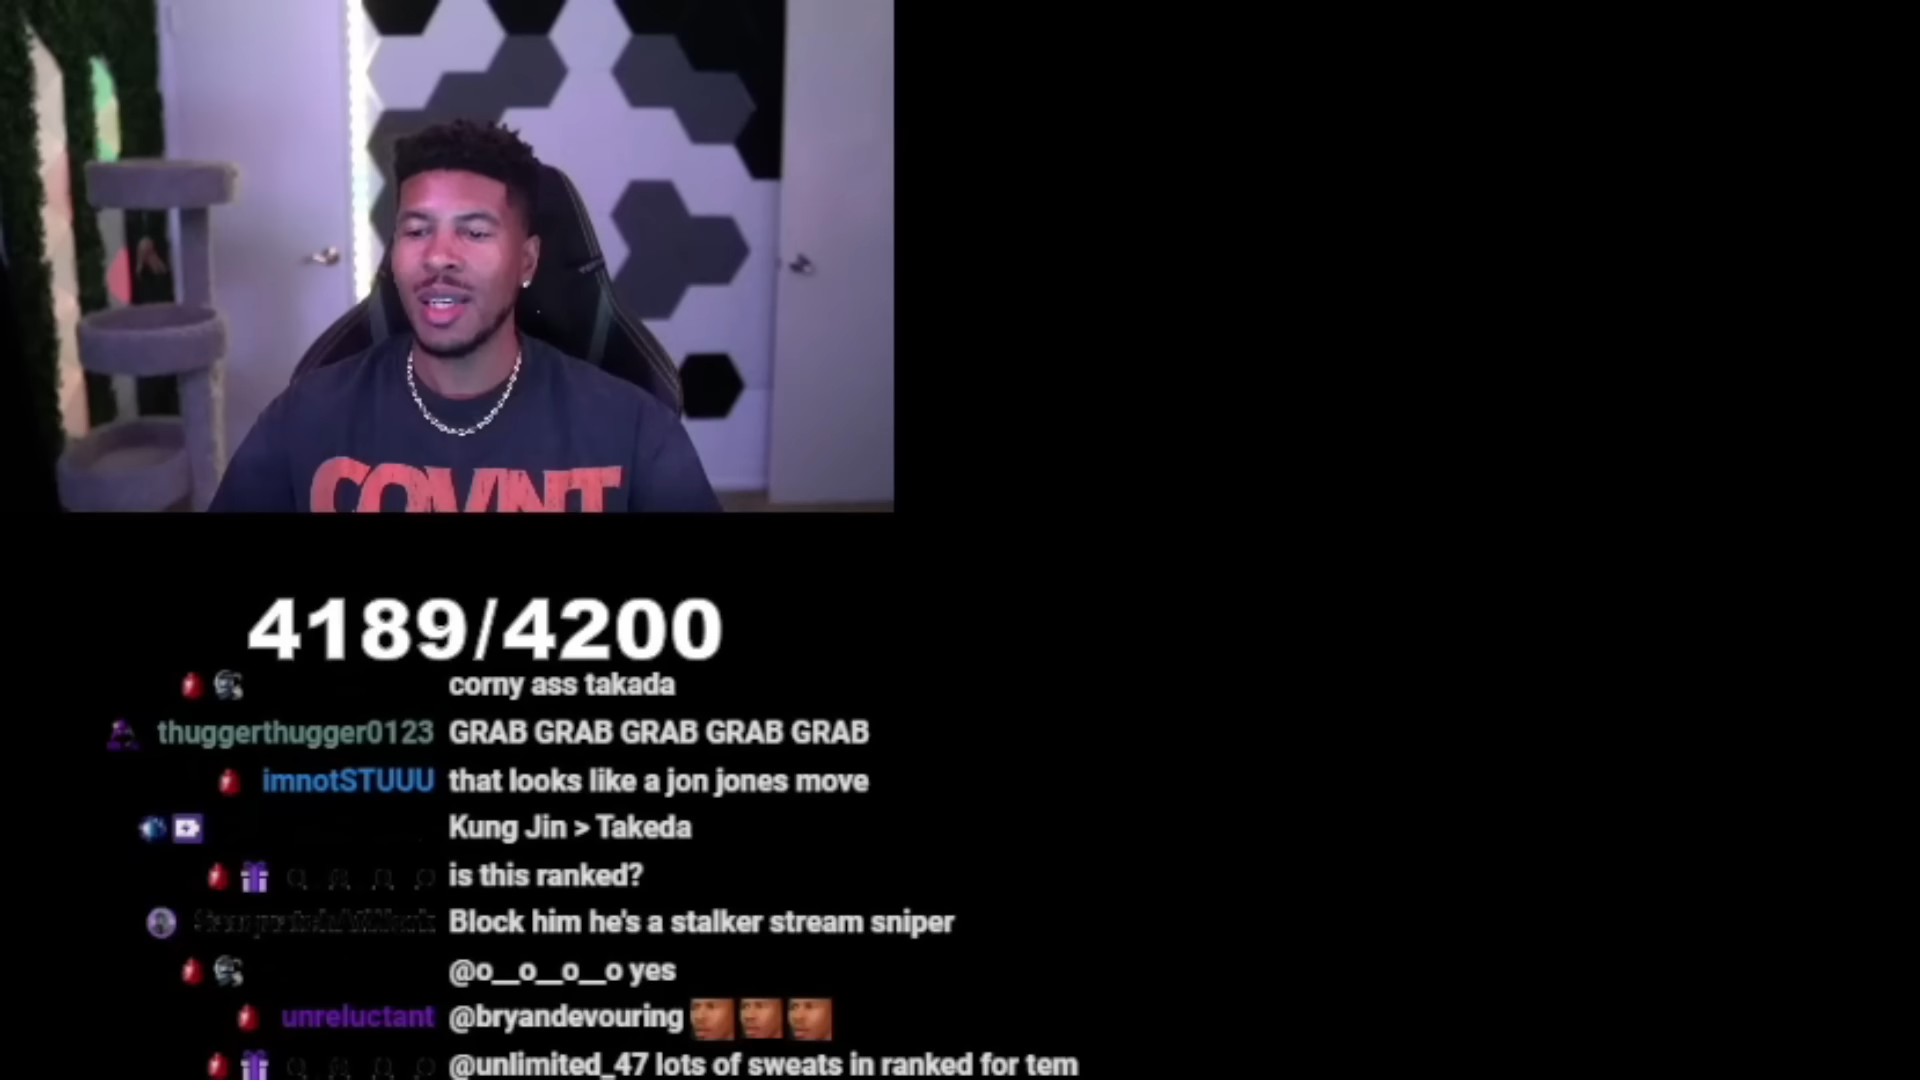 COVNT
4189/4200
corny ass takada
thuggerthugger0123 GRAB GRAB GRAB GRAB GRAB
imnotSTUUU that looks like a jon jones move
Kung Jin > Takeda
is this ranked?
Block him he's a stalker stream sniper
@o__o__o__o yes
unreluctant @bryandevouring
@unlimited_47 lots of sweats in ranked for tem